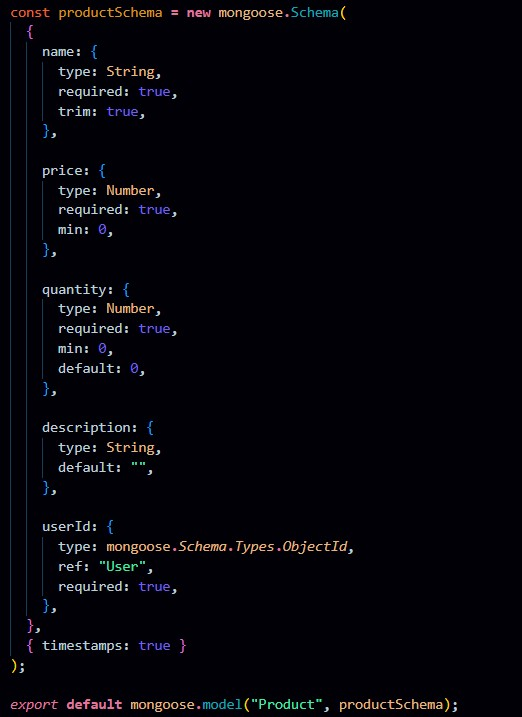 const productSchema = new mongoose.Schema(
  {
    name: {
      type: String,
      required: true,
      trim: true,
    },

    price: {
      type: Number,
      required: true,
      min: 0,
    },

    quantity: {
      type: Number,
      required: true,
      min: 0,
      default: 0,
    },

    description: {
      type: String,
      default: "",
    },

    userId: {
      type: mongoose.Schema.Types.ObjectId,
      ref: "User",
      required: true,
    },
  },
  { timestamps: true }
);

export default mongoose.model("Product", productSchema);